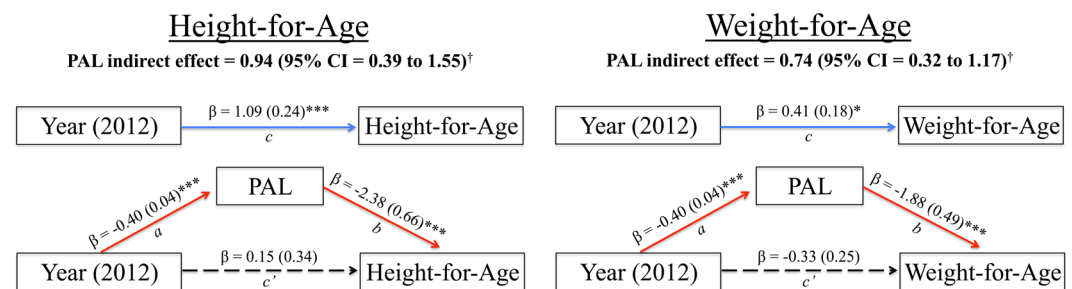 Height-for-Age
PAL indirect effect = 0.94 (95% CI = 0.39 to 1.55)†
β = 1.09 (0.24)***
Year (2012)
Height-for-Age
c
PAL
β = -0.40 (0.04)***
a
β = -2.38 (0.66)***
b
β = 0.15 (0.34)
Year (2012)
Height-for-Age
c’
Weight-for-Age
PAL indirect effect = 0.74 (95% CI = 0.32 to 1.17)†
β = 0.41 (0.18)*
Year (2012)
Weight-for-Age
c
PAL
β = -0.40 (0.04)***
a
β = -1.88 (0.49)***
b
β = -0.33 (0.25)
Year (2012)
Weight-for-Age
c’